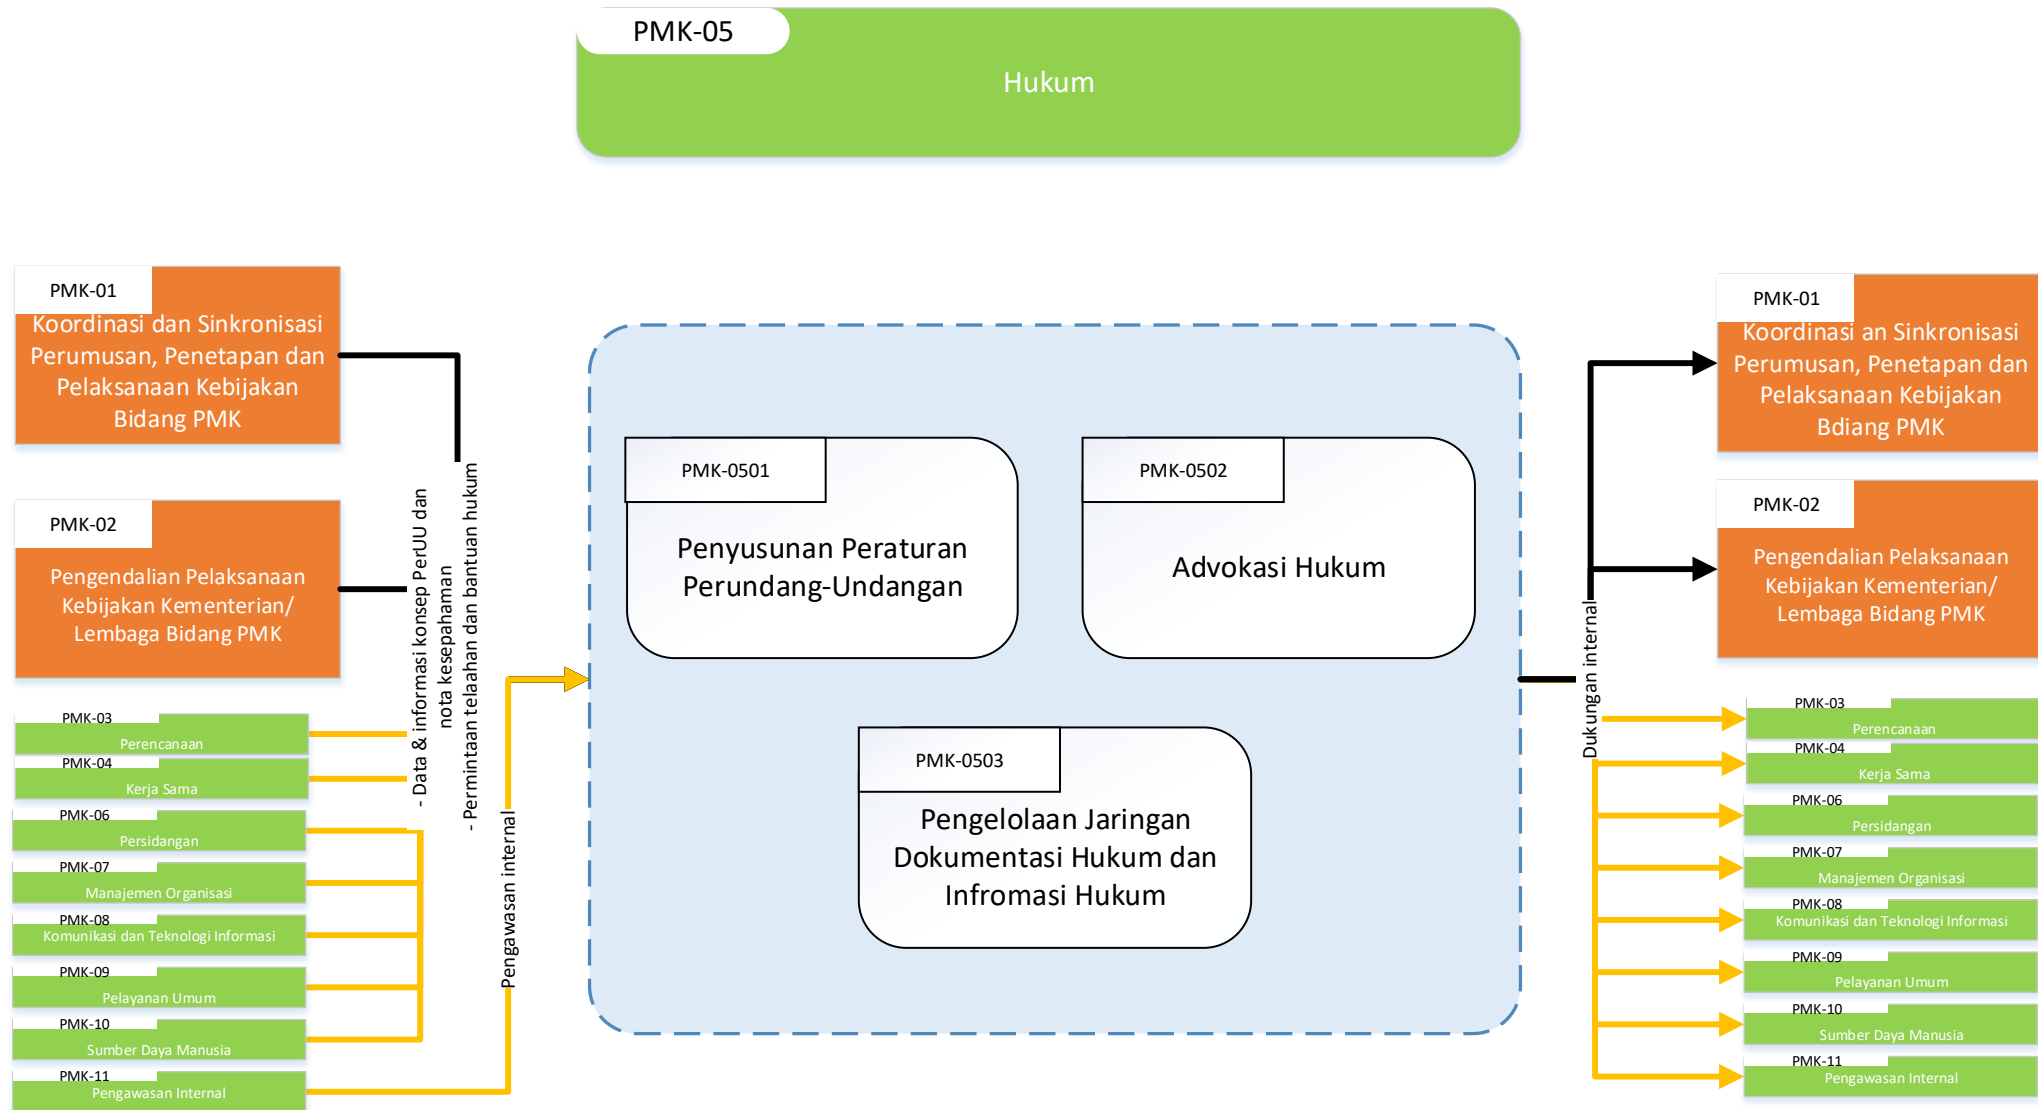 PMK-05
Hukum
PMK-01
Koordinasi dan Sinkronisasi
Perumusan, Penetapan dan
Pelaksanaan Kebijakan
Bidang PMK
PMK-02
Pengendalian Pelaksanaan
Kebijakan Kementerian/
Lembaga Bidang PMK
PMK-03
Perencanaan
PMK-04
Kerja Sama
PMK-06
Persidangan
PMK-07
Manajemen Organisasi
PMK-08
Komunikasi dan Teknologi Informasi
PMK-09
Pelayanan Umum
PMK-10
Sumber Daya Manusia
PMK-11
Pengawasan Internal
- Data & informasi konsep PerUU dan
nota kesepahaman
- Permintaan telaahan dan bantuan hukum
Pengawasan internal
PMK-0501
Penyusunan Peraturan
Perundang-Undangan
PMK-0502
Advokasi Hukum
PMK-0503
Pengelolaan Jaringan
Dokumentasi Hukum dan
Infromasi Hukum
Dukungan internal
PMK-01
Koordinasi an Sinkronisasi
Perumusan, Penetapan dan
Pelaksanaan Kebijakan
Bdiang PMK
PMK-02
Pengendalian Pelaksanaan
Kebijakan Kementerian/
Lembaga Bidang PMK
PMK-03
Perencanaan
PMK-04
Kerja Sama
PMK-06
Persidangan
PMK-07
Manajemen Organisasi
PMK-08
Komunikasi dan Teknologi Informasi
PMK-09
Pelayanan Umum
PMK-10
Sumber Daya Manusia
PMK-11
Pengawasan Internal